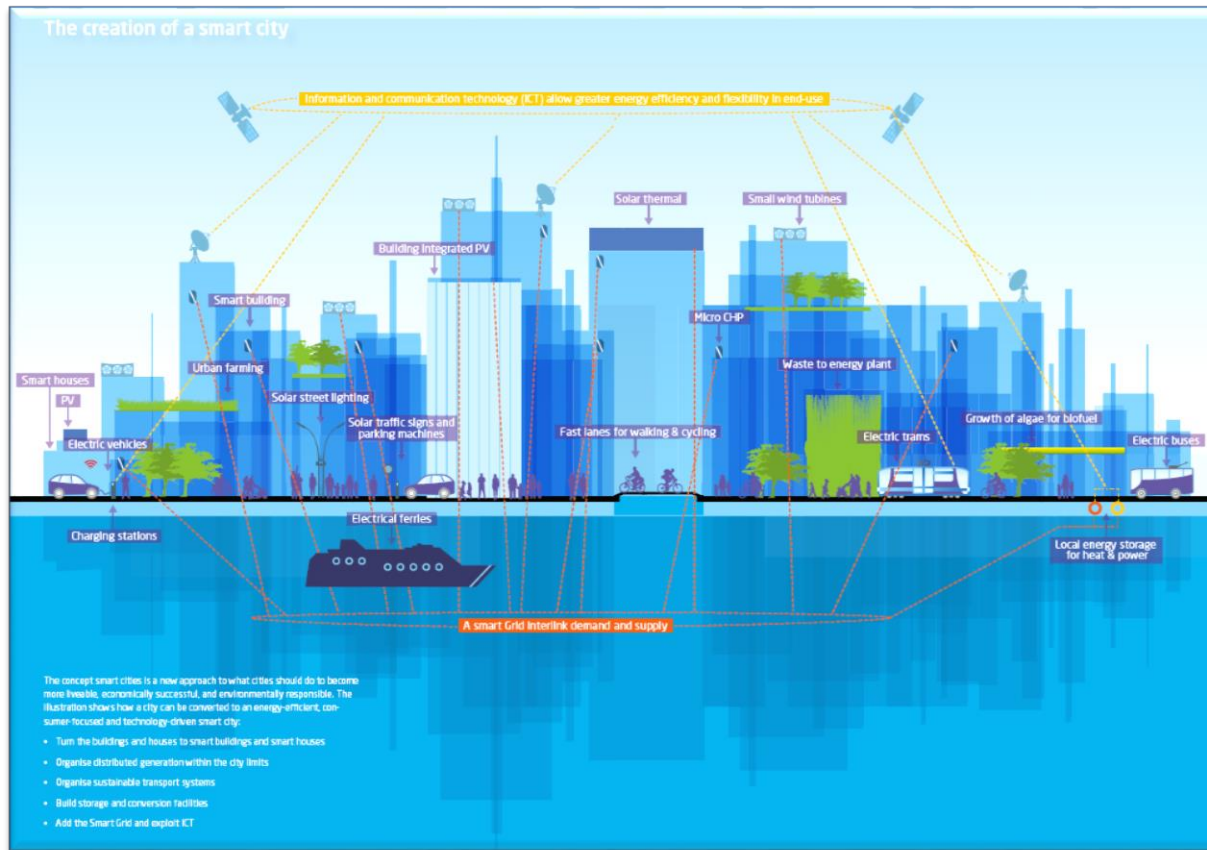 The creation of a smart city
Information and communication technology (ICT) allow greater energy efficiency and flexibility in end-use
Solar thermal
Small wind tubines
Building integrated PV
Smart building
Micro CHP
Urban farming
Waste to energy plant
Smart houses
PV
Solar street lighting
Solar traffic signs and
parking machines
Fast lanes for walking & cycling
Growth of algae for biofuel
Electric vehicles
Electric trams
Electric buses
Charging stations
Electrical ferries
Local energy storage
for heat & power
A smart Grid interlink demand and supply
The concept smart cities is a new approach to what cities should do to become
more liveable, economically successful, and environmentally responsible. The
illustration shows how a city can be converted to an energy-efficient, con-
sumer-focused and technology-driven smart city:
• Turn the buildings and houses to smart buildings and smart houses
• Organise distributed generation within the city limits
• Organise sustainable transport systems
• Build storage and conversion facilities
• Add the Smart Grid and exploit ICT